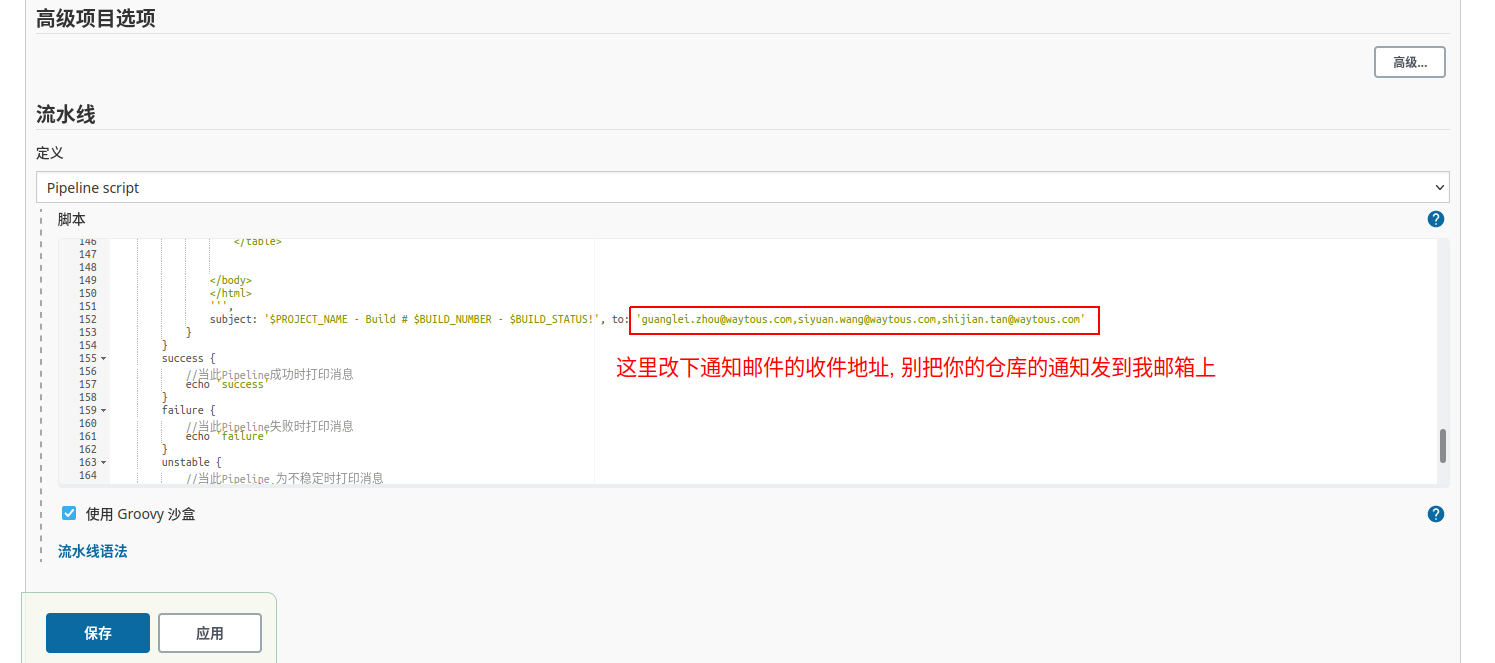 高级项目选项
高级...
流水线
定义
Pipeline script
脚本
146 </table>
147
148
149 </body>
150 </html>
151 ''',
152 subject: '$PROJECT_NAME - Build # $BUILD_NUMBER - $BUILD_STATUS!', to: 'guanglei.zhou@waytous.com,siyuan.wang@waytous.com,shijian.tan@waytous.com'
153 }
154 }
155 success {
156 //当此Pipeline成功时打印消息
157 echo 'success'
158 }
159 failure {
160 //当此Pipeline失败时打印消息
161 echo 'failure'
162 }
163 unstable {
164 //当此Pipeline 为不稳定时打印消息
这里改下通知邮件的收件地址, 别把你的仓库的通知发到我邮箱上
使用 Groovy 沙盒
流水线语法
保存
应用